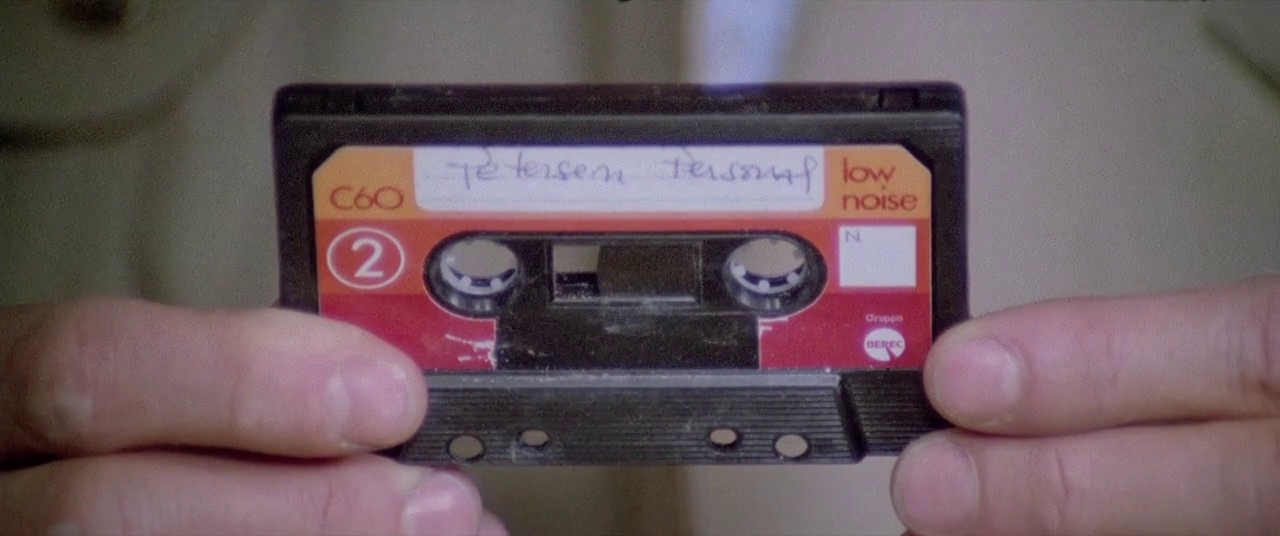 Petersen Personal
C60
low
noise
2
N.
Gruppo
BEREC